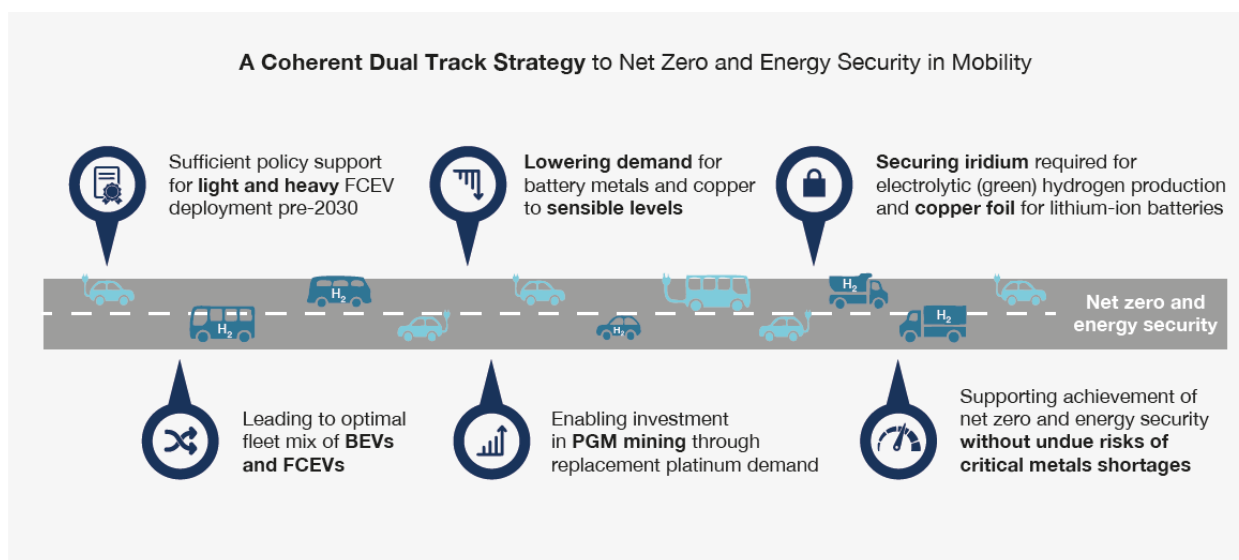 A Coherent Dual Track Strategy to Net Zero and Energy Security in Mobility
Sufficient policy support
for light and heavy FCEV
deployment pre-2030
Lowering demand for
battery metals and copper
to sensible levels
Securing iridium required for
electrolytic (green) hydrogen production
and copper foil for lithium-ion batteries
H2
H2
H2
H2
H2
Net zero and
energy security
Leading to optimal
fleet mix of BEVs
and FCEVs
Enabling investment
in PGM mining through
replacement platinum demand
Supporting achievement of
net zero and energy security
without undue risks of
critical metals shortages